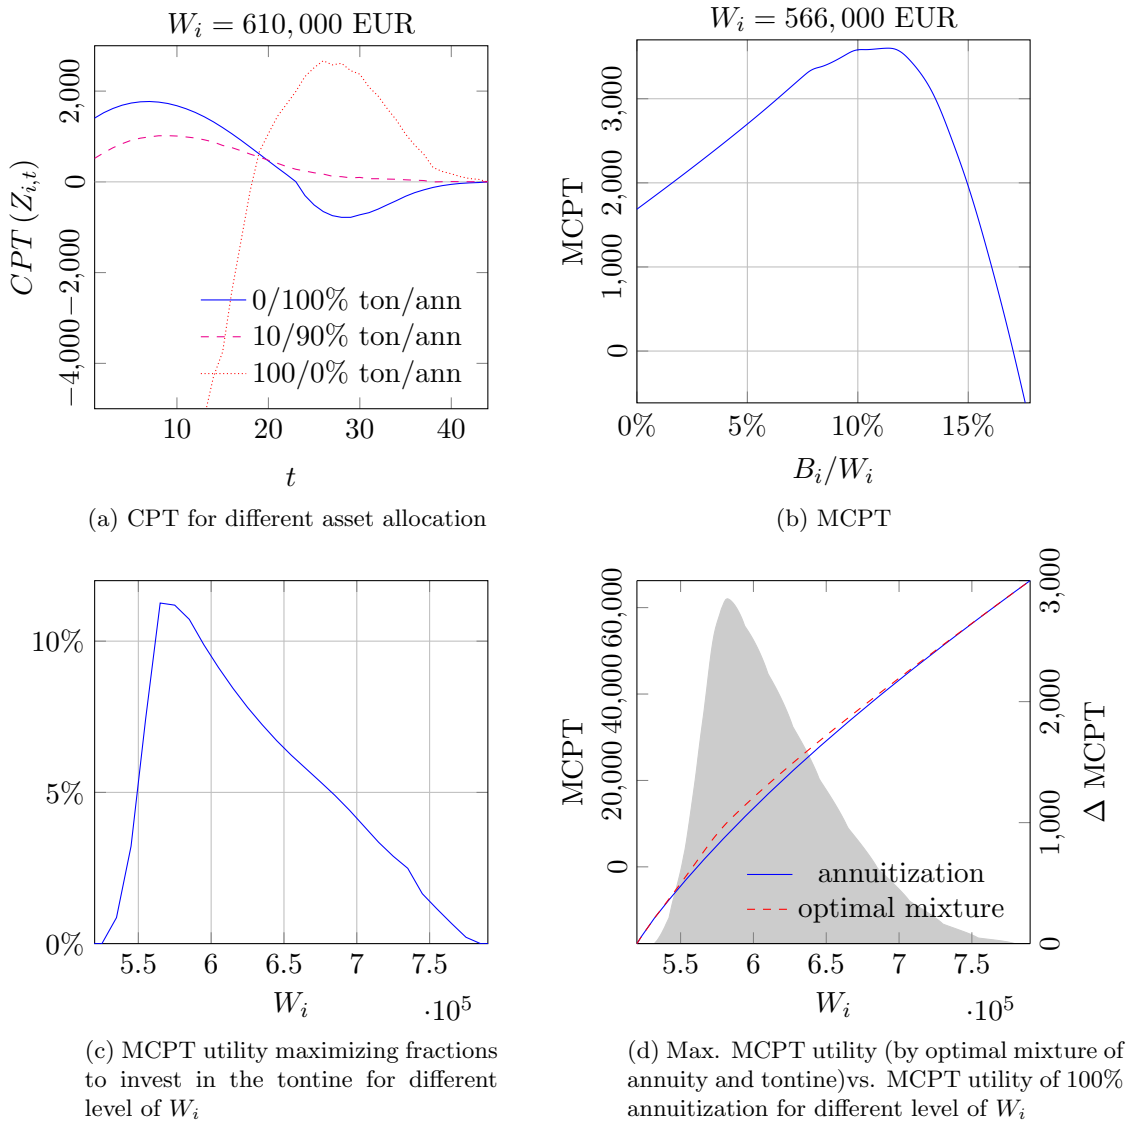 W_i = 610,000 EUR
CPT (Z_{i,t})
2,000
0
−2,000
−4,000
0/100% ton/ann
10/90% ton/ann
100/0% ton/ann
10 20 30 40
t
(a) CPT for different asset allocation
W_i = 566,000 EUR
MCPT
3,000
2,000
1,000
0
0% 5% 10% 15%
B_i/W_i
(b) MCPT
10%
5%
0%
5.5 6 6.5 7 7.5
W_i
·10⁵
(c) MCPT utility maximizing fractions
to invest in the tontine for different
level of W_i
MCPT
60,000
40,000
20,000
0
annuitization
optimal mixture
3,000
2,000
1,000
0
Δ MCPT
5.5 6 6.5 7 7.5
W_i
·10⁵
(d) Max. MCPT utility (by optimal mixture of
annuity and tontine)vs. MCPT utility of 100%
annuitization for different level of W_i